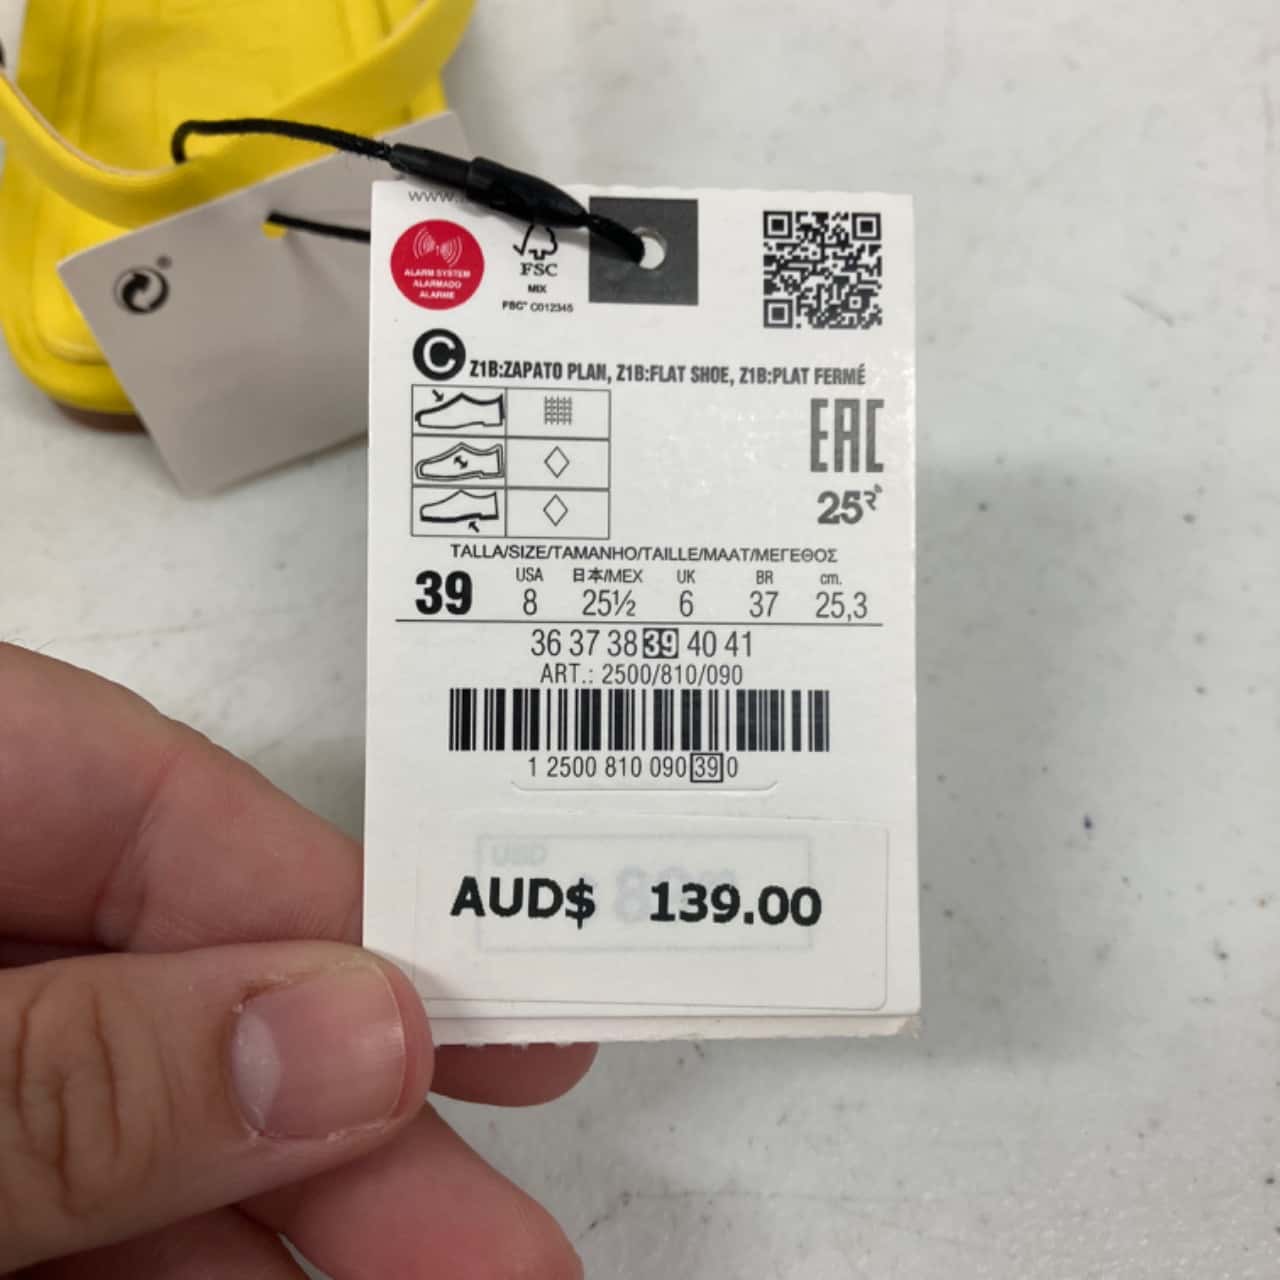 www.
ALARM SYSTEM
ALARMADO
ALARME
FSC
MIX
FSC® C012345
C Z1B:ZAPATO PLAN, Z1B:FLAT SHOE, Z1B:PLAT FERMÉ
EAC
25
TALLA/SIZE/TAMANHO/TAILLE/MAAT/ΜΕΓΕΘΟΣ
USA 日本/MEX UK BR cm.
39 8 25½ 6 37 25,3
36 37 38 39 40 41
ART.: 2500/810/090
1 2500 810 090 39 0
USD
AUD$ 139.00